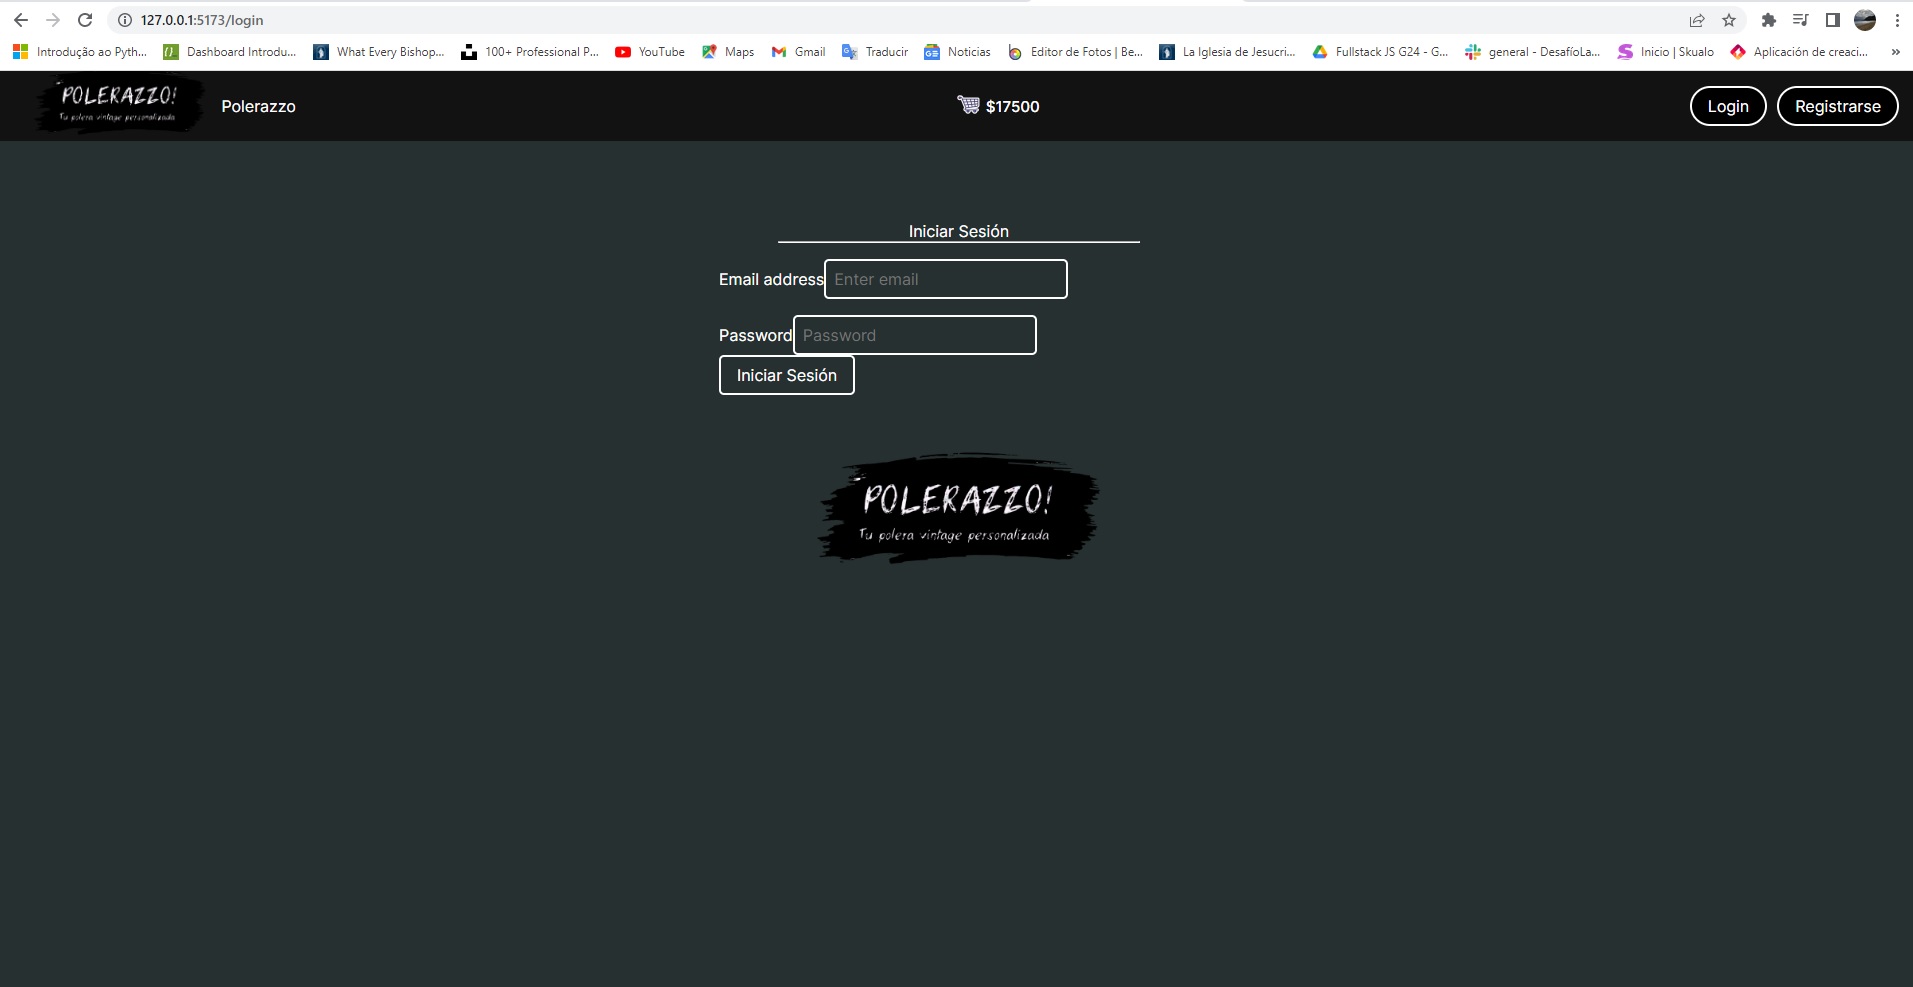 127.0.0.1:5173/login
Introdução ao Pyth... Dashboard Introdu... What Every Bishop... 100+ Professional P... YouTube Maps Gmail Traducir Noticias Editor de Fotos | Be... La Iglesia de Jesucri... Fullstack JS G24 - G... general - DesafíoLa... Inicio | Skualo Aplicación de creaci... »
POLERAZZO!
Tu polera vintage personalizada
Polerazzo $17500 Login Registrarse
Iniciar Sesión
Email address Enter email
Password Password
Iniciar Sesión
POLERAZZO!
Tu polera vintage personalizada